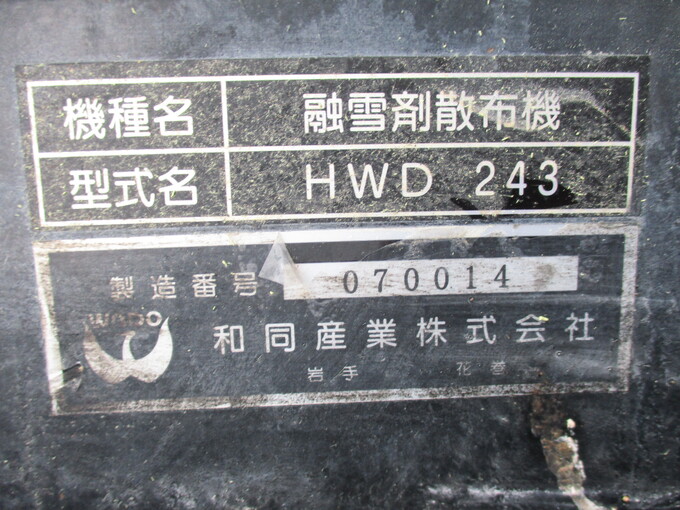 機種名 融雪剤散布機
型式名 HWD 243
製造番号 070014
WADO 和同産業株式会社
岩手 花巻